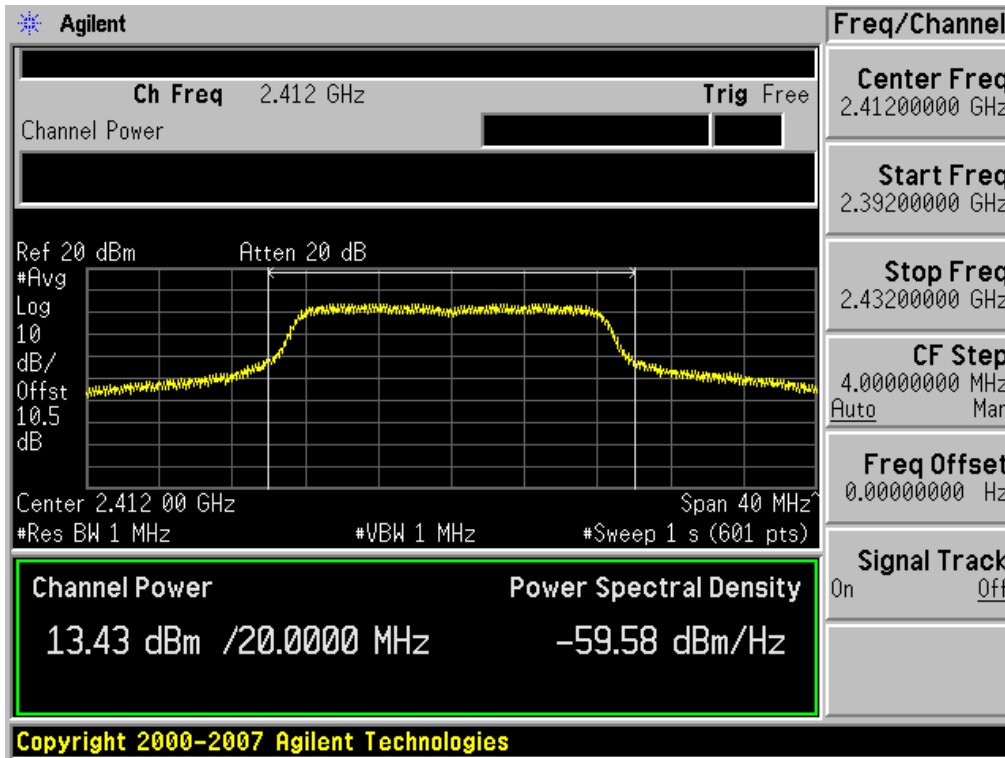 Agilent
Freq/Channel
Ch Freq 2.412 GHz Trig Free
Channel Power
Ref 20 dBm Atten 20 dB
#Avg
Log
10
dB/
Offst
10.5
dB
Center 2.412 00 GHz Span 40 MHz^
#Res BW 1 MHz #VBW 1 MHz #Sweep 1 s (601 pts)
Channel Power Power Spectral Density
13.43 dBm /20.0000 MHz -59.58 dBm/Hz
Copyright 2000-2007 Agilent Technologies
Center Freq
2.41200000 GHz
Start Freq
2.39200000 GHz
Stop Freq
2.43200000 GHz
CF Step
4.00000000 MHz
Auto Man
Freq Offset
0.00000000 Hz
Signal Track
On Off